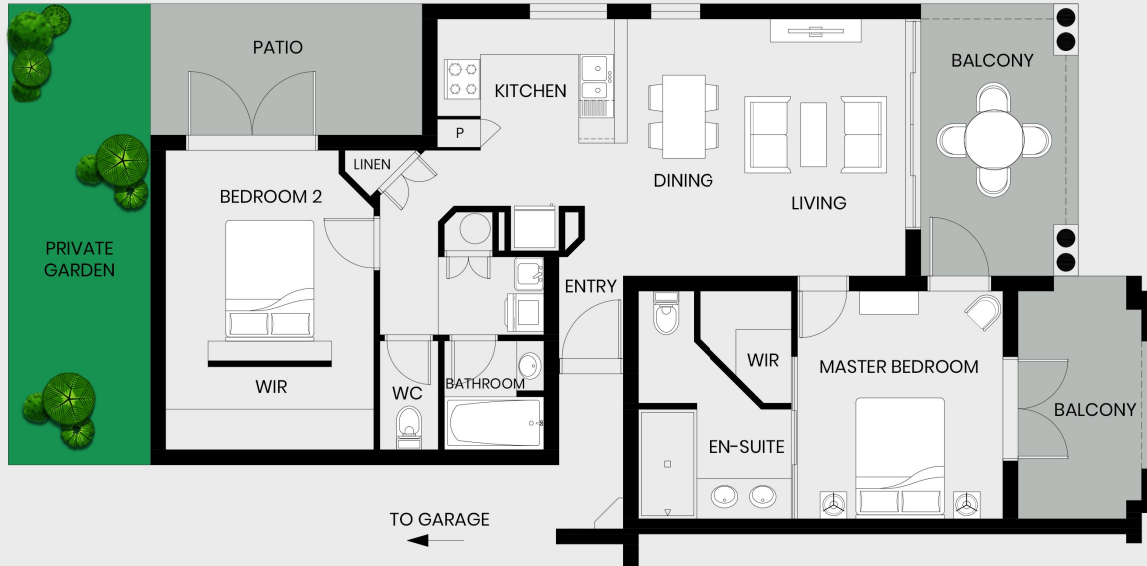 PATIO
BALCONY
KITCHEN
P
LINEN
DINING
BEDROOM 2
LIVING
PRIVATE
GARDEN
ENTRY
WIR
MASTER BEDROOM
WIR
WC
BATHROOM
BALCONY
EN-SUITE
TO GARAGE